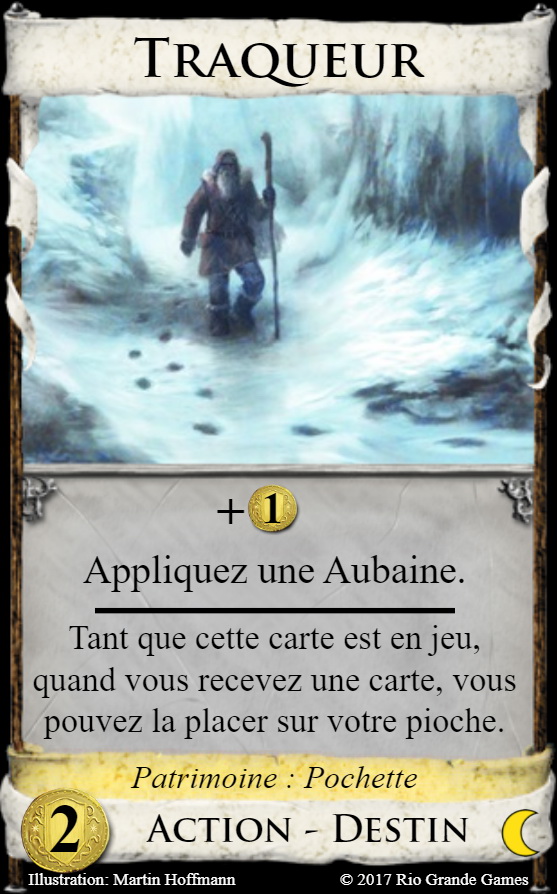 TRAQUEUR
+1
Appliquez une Aubaine.
Tant que cette carte est en jeu,
quand vous recevez une carte, vous
pouvez la placer sur votre pioche.
Patrimoine : Pochette
2 ACTION - DESTIN
Illustration: Martin Hoffmann © 2017 Rio Grande Games